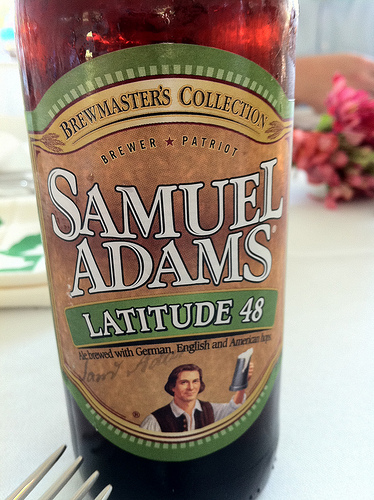 BREWMASTER'S COLLECTION
BREWER ★ PATRIOT
SAMUEL
ADAMS®
LATITUDE 48
Ale brewed with German, English and American hops.
®